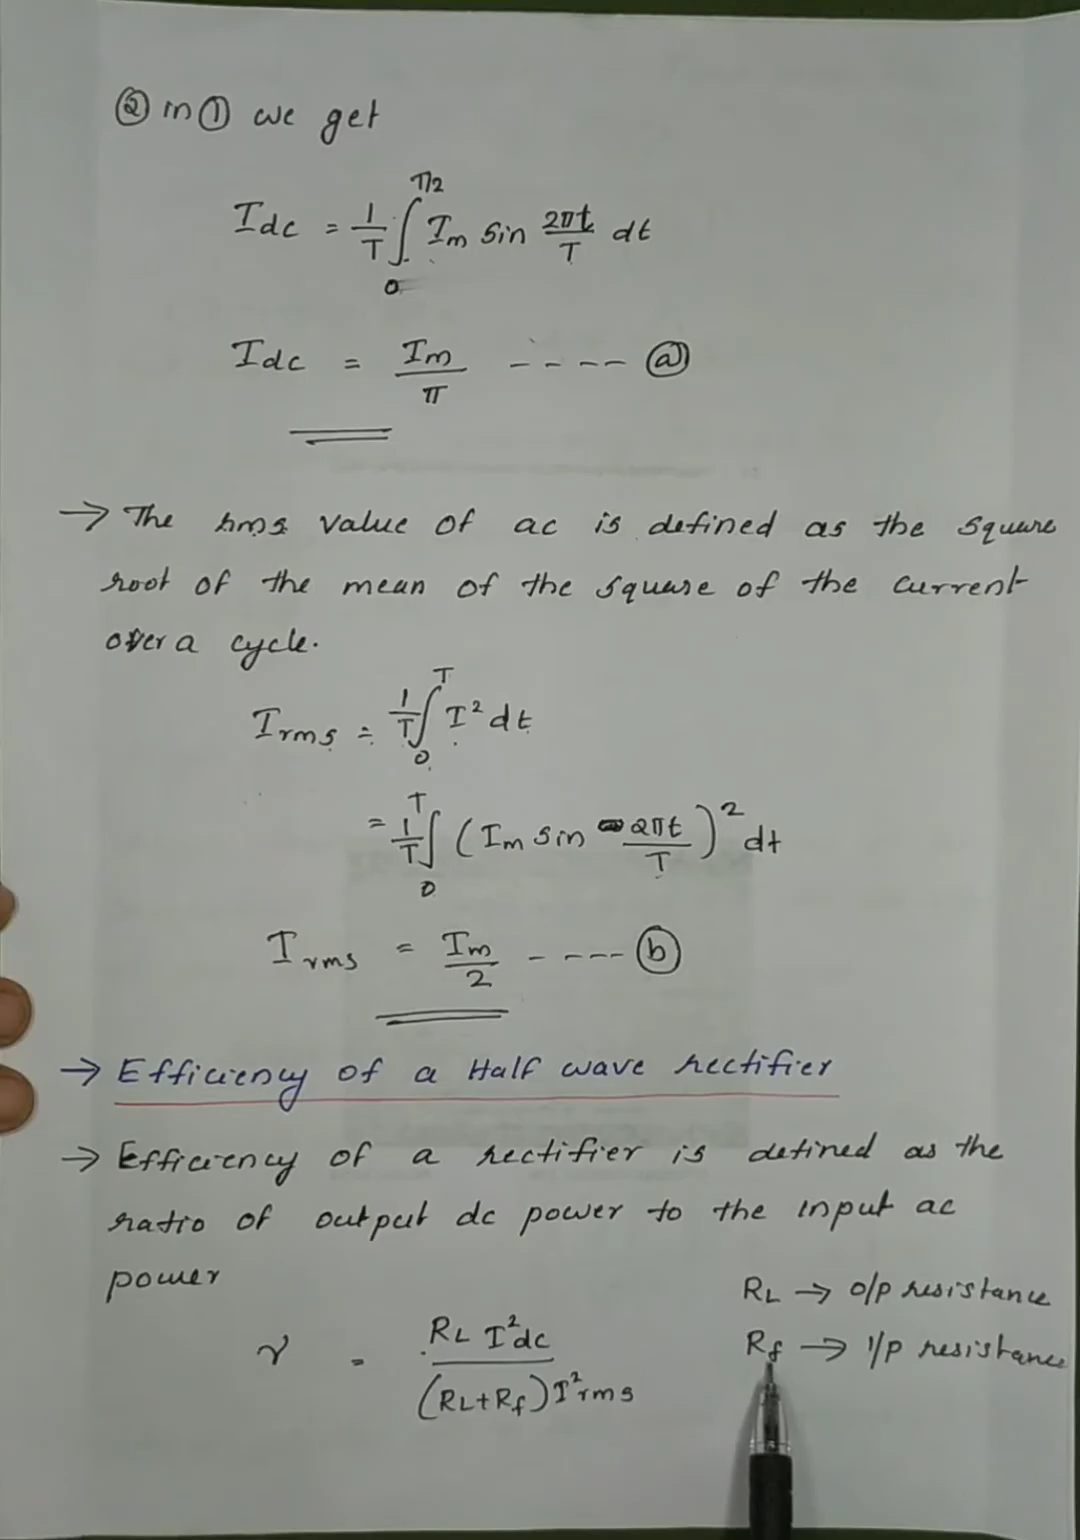 ② in ① we get
Idc = 1/T ∫₀^T/2 Im sin 2πt/T dt
Idc = Im/π ---- ⓐ
→ The rms value of ac is defined as the square
root of the mean of the square of the current
over a cycle.
Irms = 1/T ∫₀^T I² dt
= 1/T ∫₀^T (Im sin 2πt/T)² dt
Irms = Im/2 ---- ⓑ
→ Efficiency of a Half wave rectifier
→ Efficiency of a rectifier is defined as the
ratio of output dc power to the input ac
power
RL → o/p resistance
γ = RL I²dc / (RL+Rf) I²rms
Rf → i/p resistance